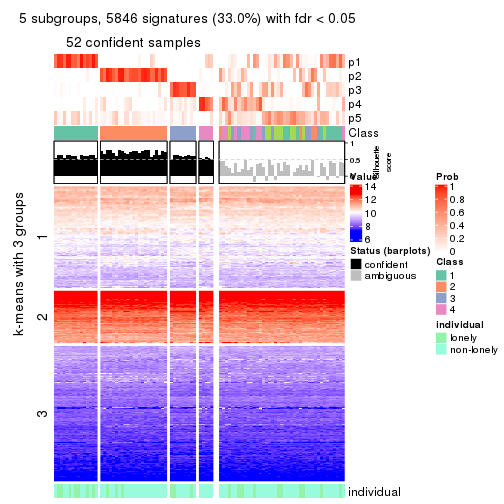 5 subgroups, 5846 signatures (33.0%) with fdr < 0.05
52 confident samples
p1
p2
p3
p4
p5
Class
1
0.5
0
Silhouette
score
k-means with 3 groups
1
2
3
individual
Value
14
12
10
8
6
Status (barplots)
confident
ambiguous
Prob
1
0.8
0.6
0.4
0.2
0
Class
1
2
3
4
individual
lonely
non-lonely